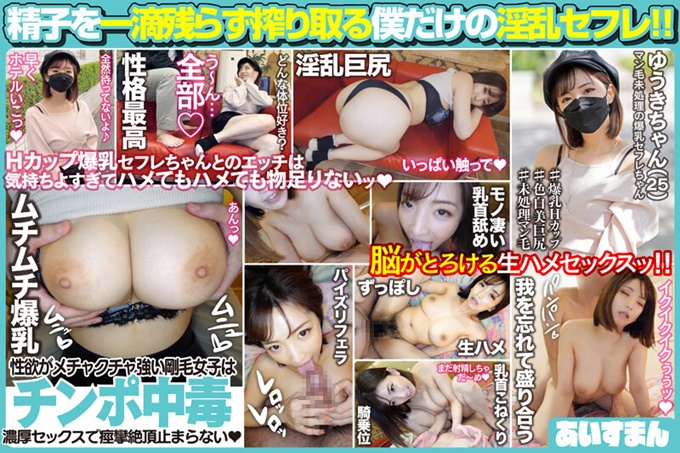 精子を一滴残らず搾り取る僕だけの淫乱セフレ!!
早く
ホテルいこっ♥
全然待ってないよ♪
性格最高
う〜ん…
全部♡
どんな体位好き?
淫乱巨尻
いっぱい触って♥
ゆうきちゃん(25)
マン毛未処理の爆乳セフレちゃん
#爆乳Hカップ
#色白美巨尻
#未処理マン毛
Hカップ爆乳セフレちゃんとのエッチは
気持ちよすぎてハメてもハメても物足りないッ♥
あんっ♥
ムチムチ爆乳
ムニ♡
ムニ♡
モノ凄い
乳首舐め
脳がとろける生ハメセックスッ!!
パイズリフェラ
ずっぽし
生ハメ
まだ射精しちゃ
だ〜め♥
騎乗位
乳首こねくり
パンパン
我を忘れて盛り合う
イクイクイクぅぅッ♥
性欲がメチャクチャ強い剛毛女子は
チンポ中毒
濃厚セックスで痙攣絶頂止まらない♥
あいすまん